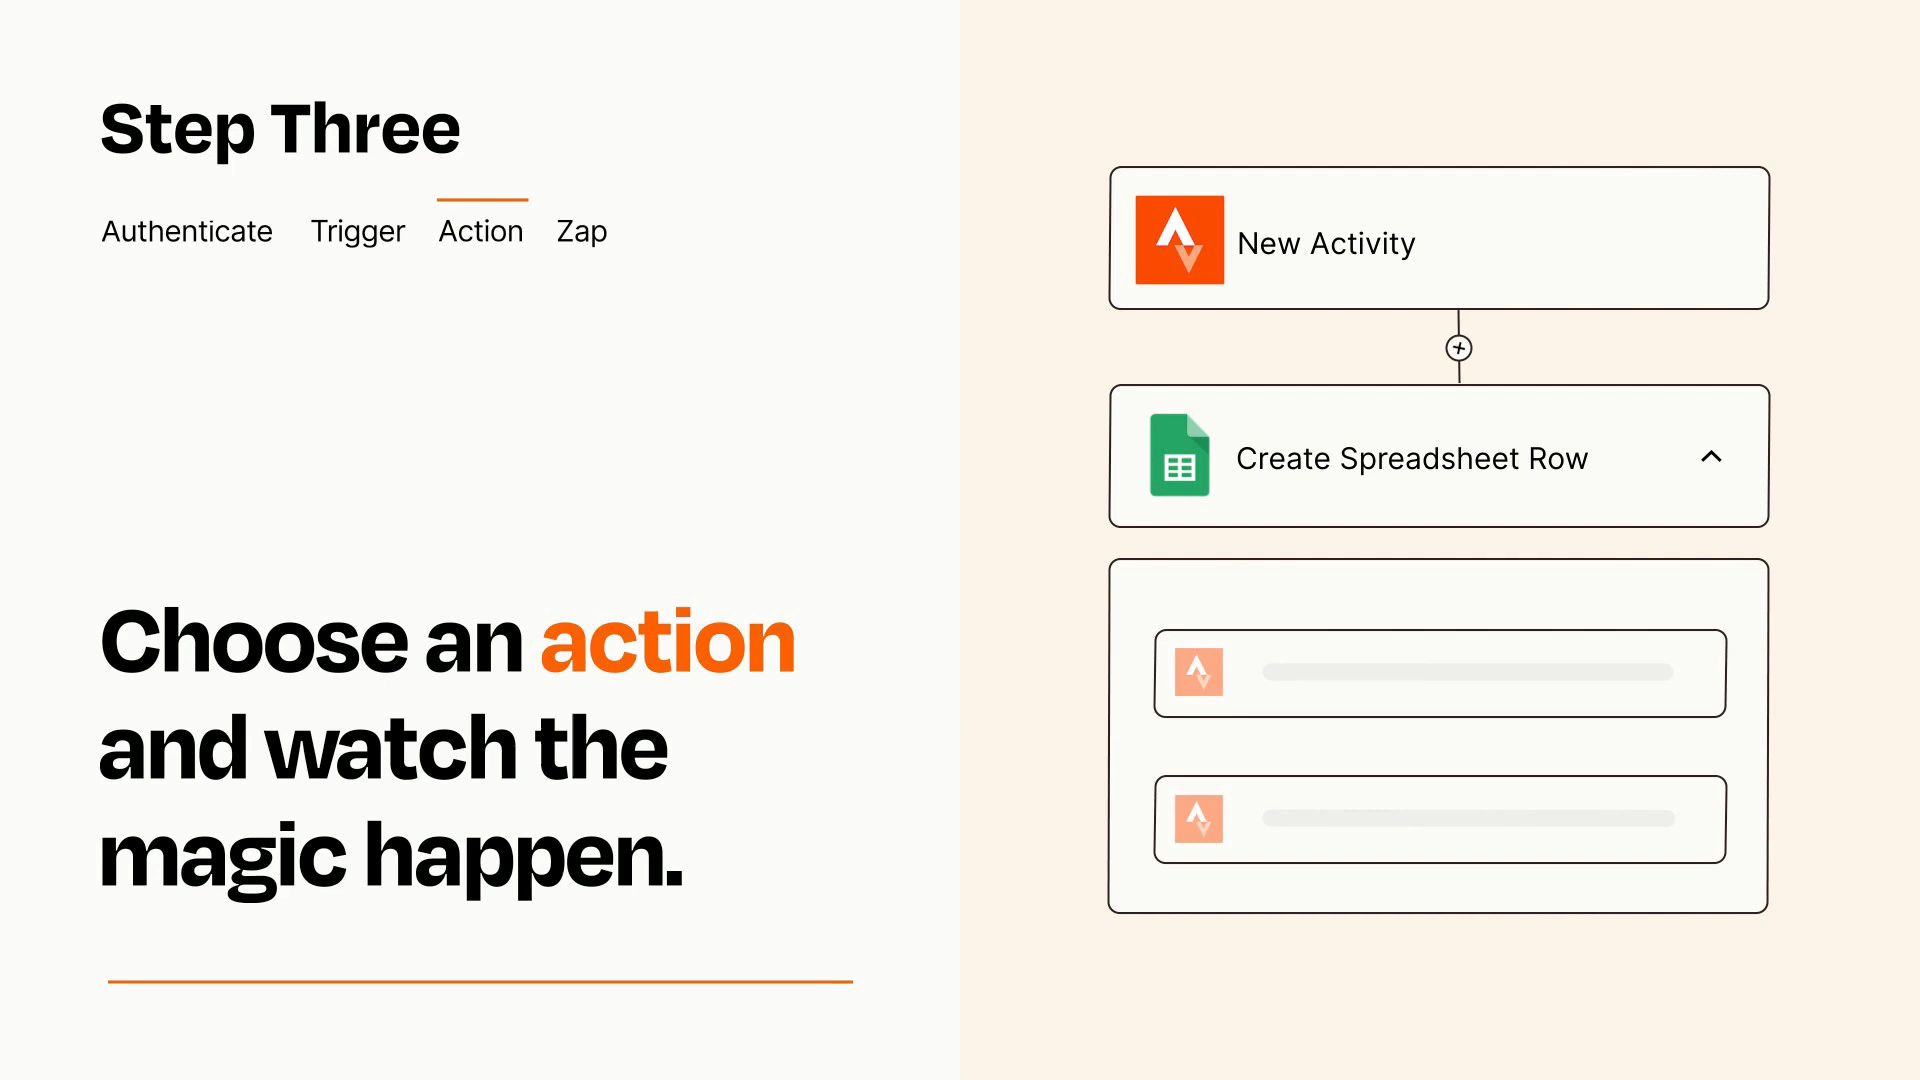 Step Three
Authenticate Trigger Action Zap
Choose an action
and watch the
magic happen.
New Activity
Create Spreadsheet Row